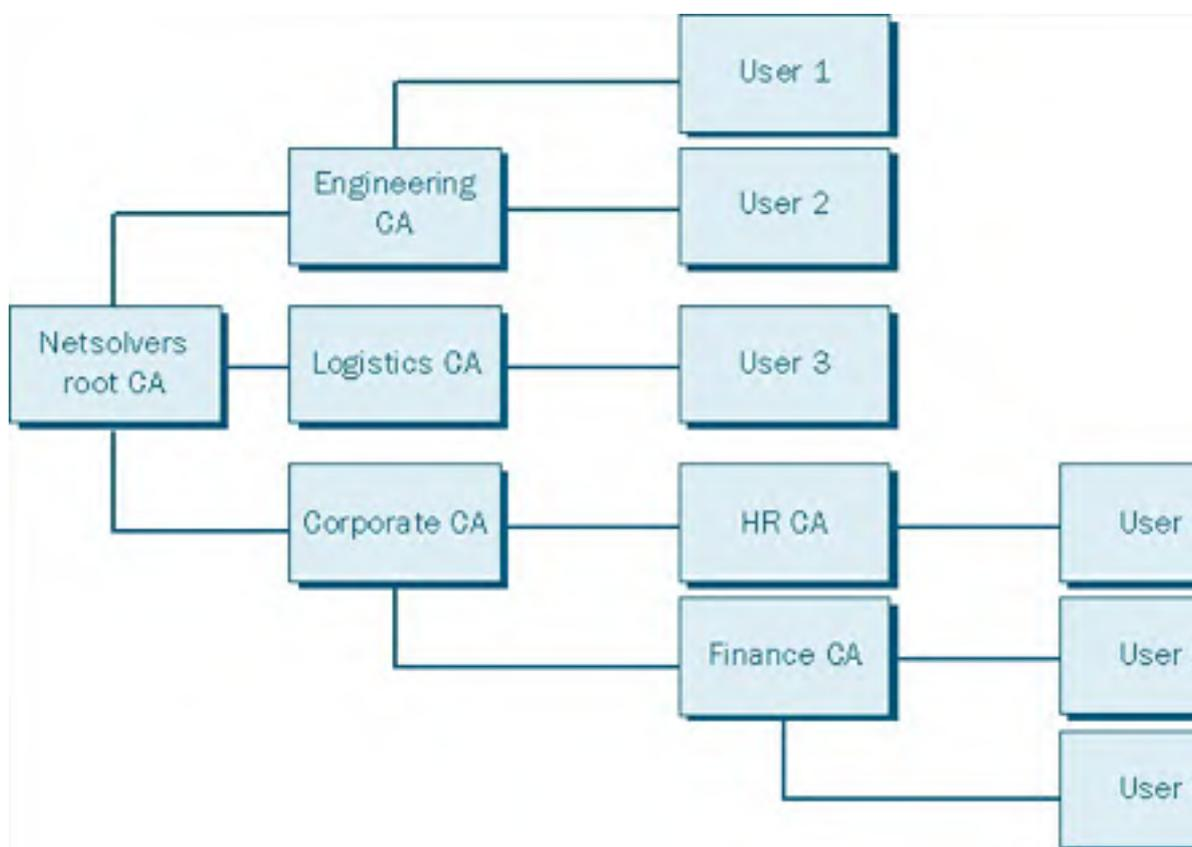 User 1
Engineering
CA
User 2
Netsolvers
root CA
Logistics CA
User 3
Corporate CA
HR CA
User
Finance CA
User
User